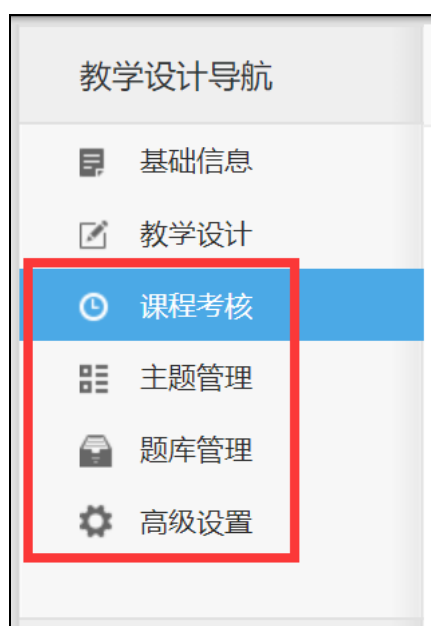 教学设计导航
基础信息
教学设计
课程考核
主题管理
题库管理
高级设置